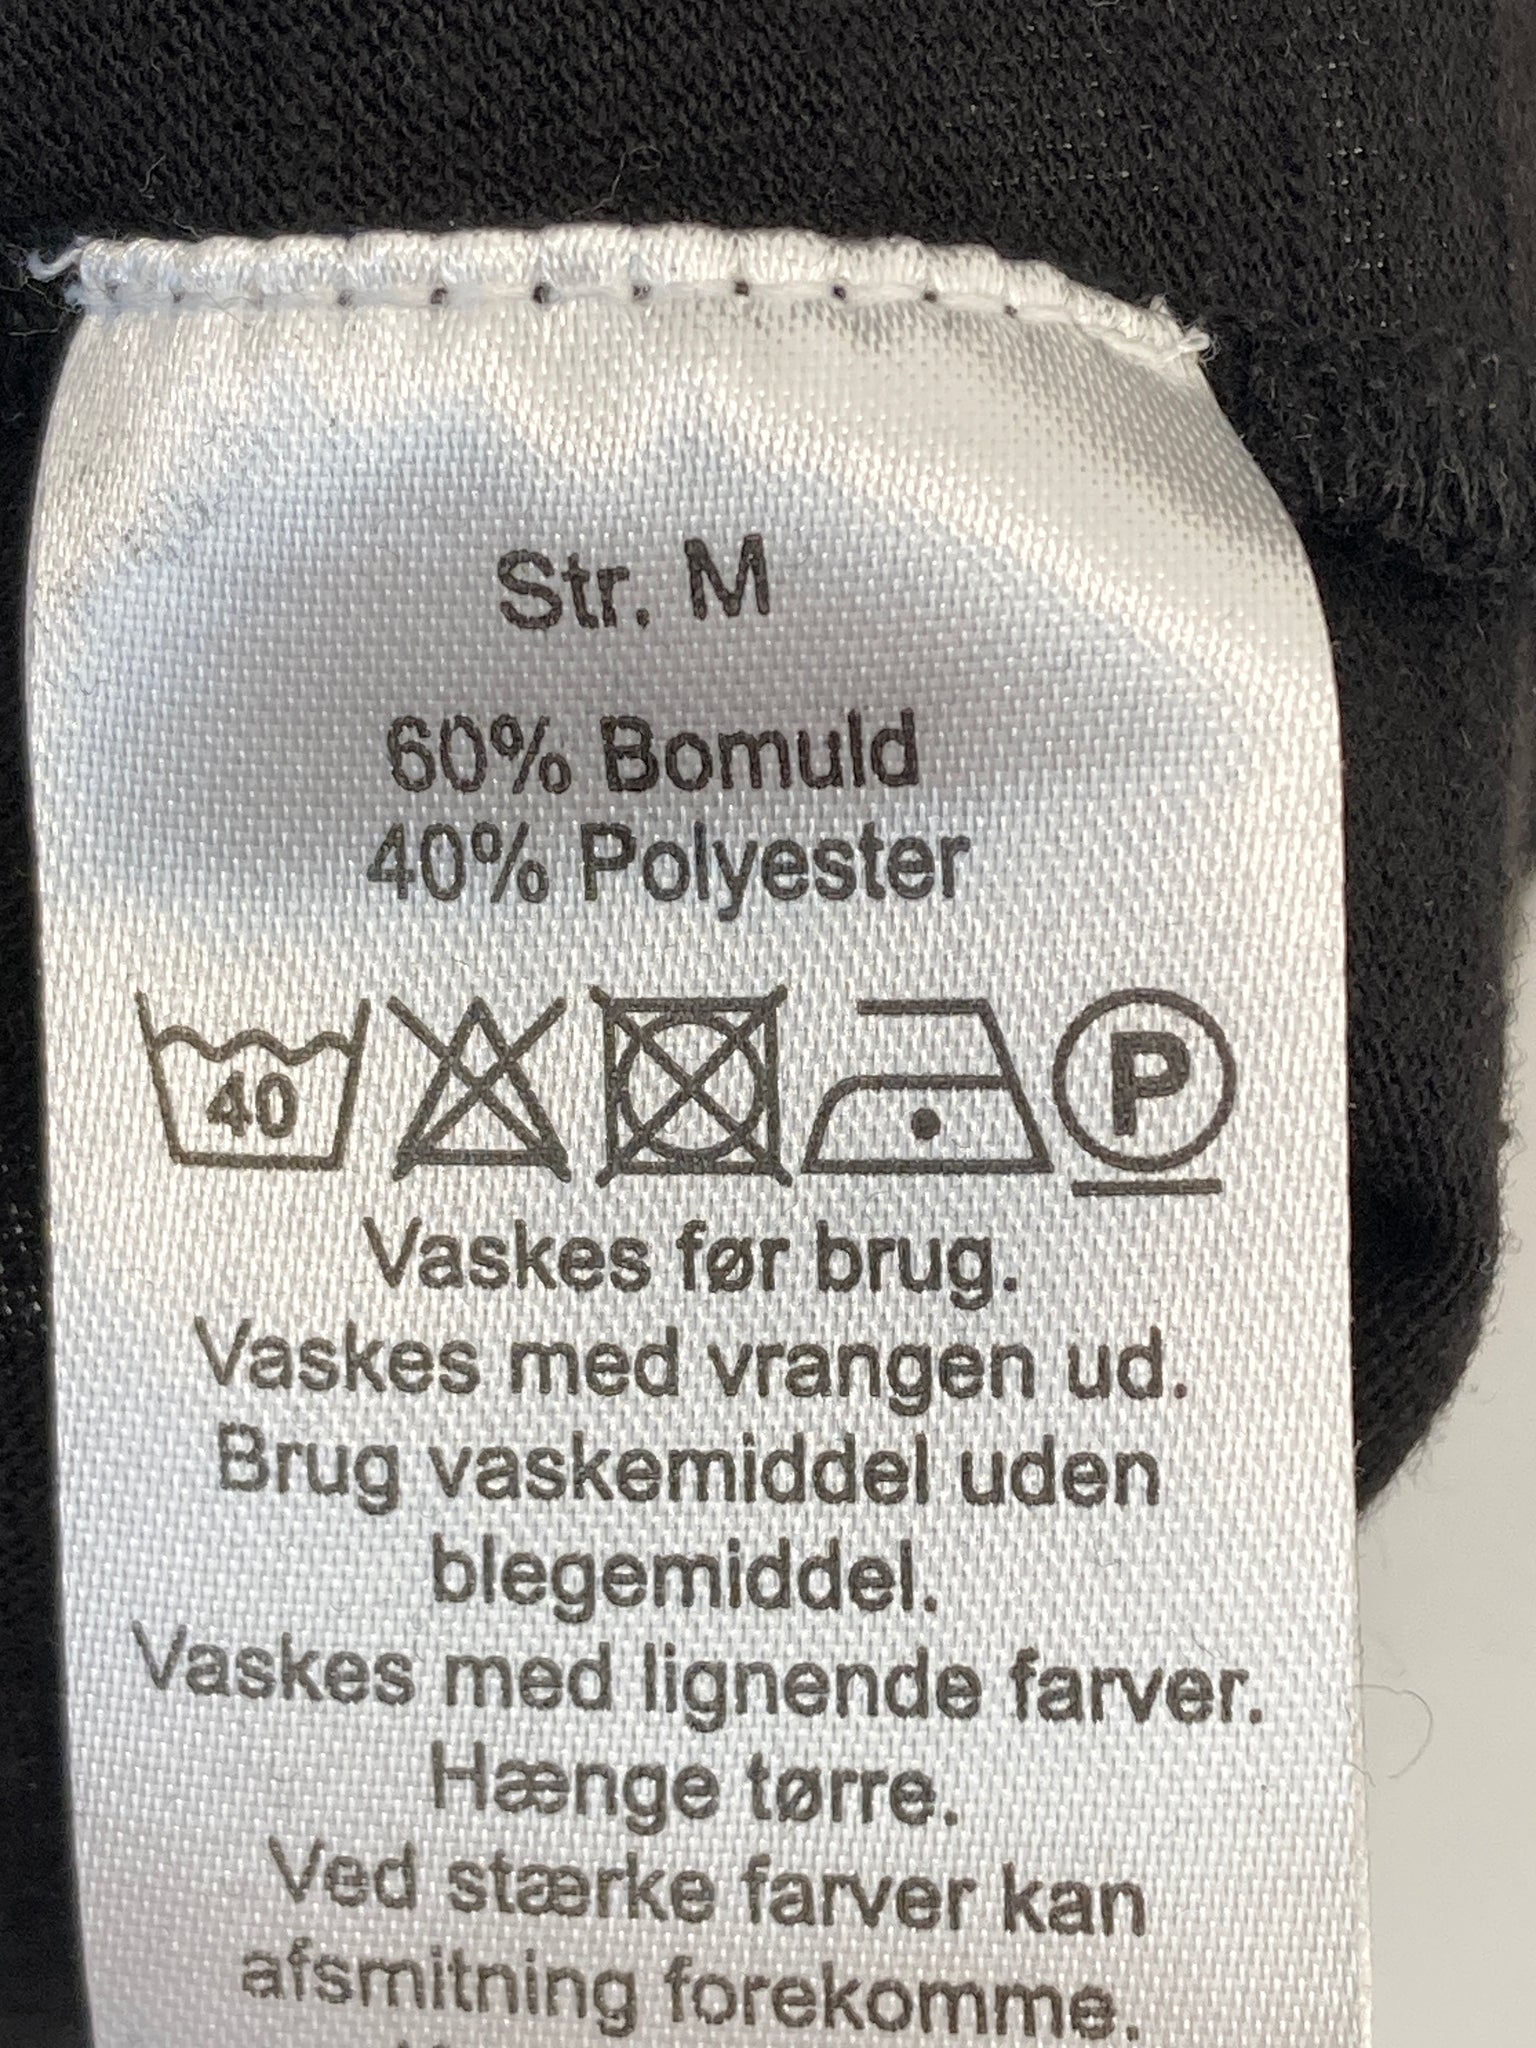 Str. M
60% Bomuld
40% Polyester
40 P
Vaskes før brug.
Vaskes med vrangen ud.
Brug vaskemiddel uden
blegemiddel.
Vaskes med lignende farver.
Hænge tørre.
Ved stærke farver kan
afsmitning forekomme.